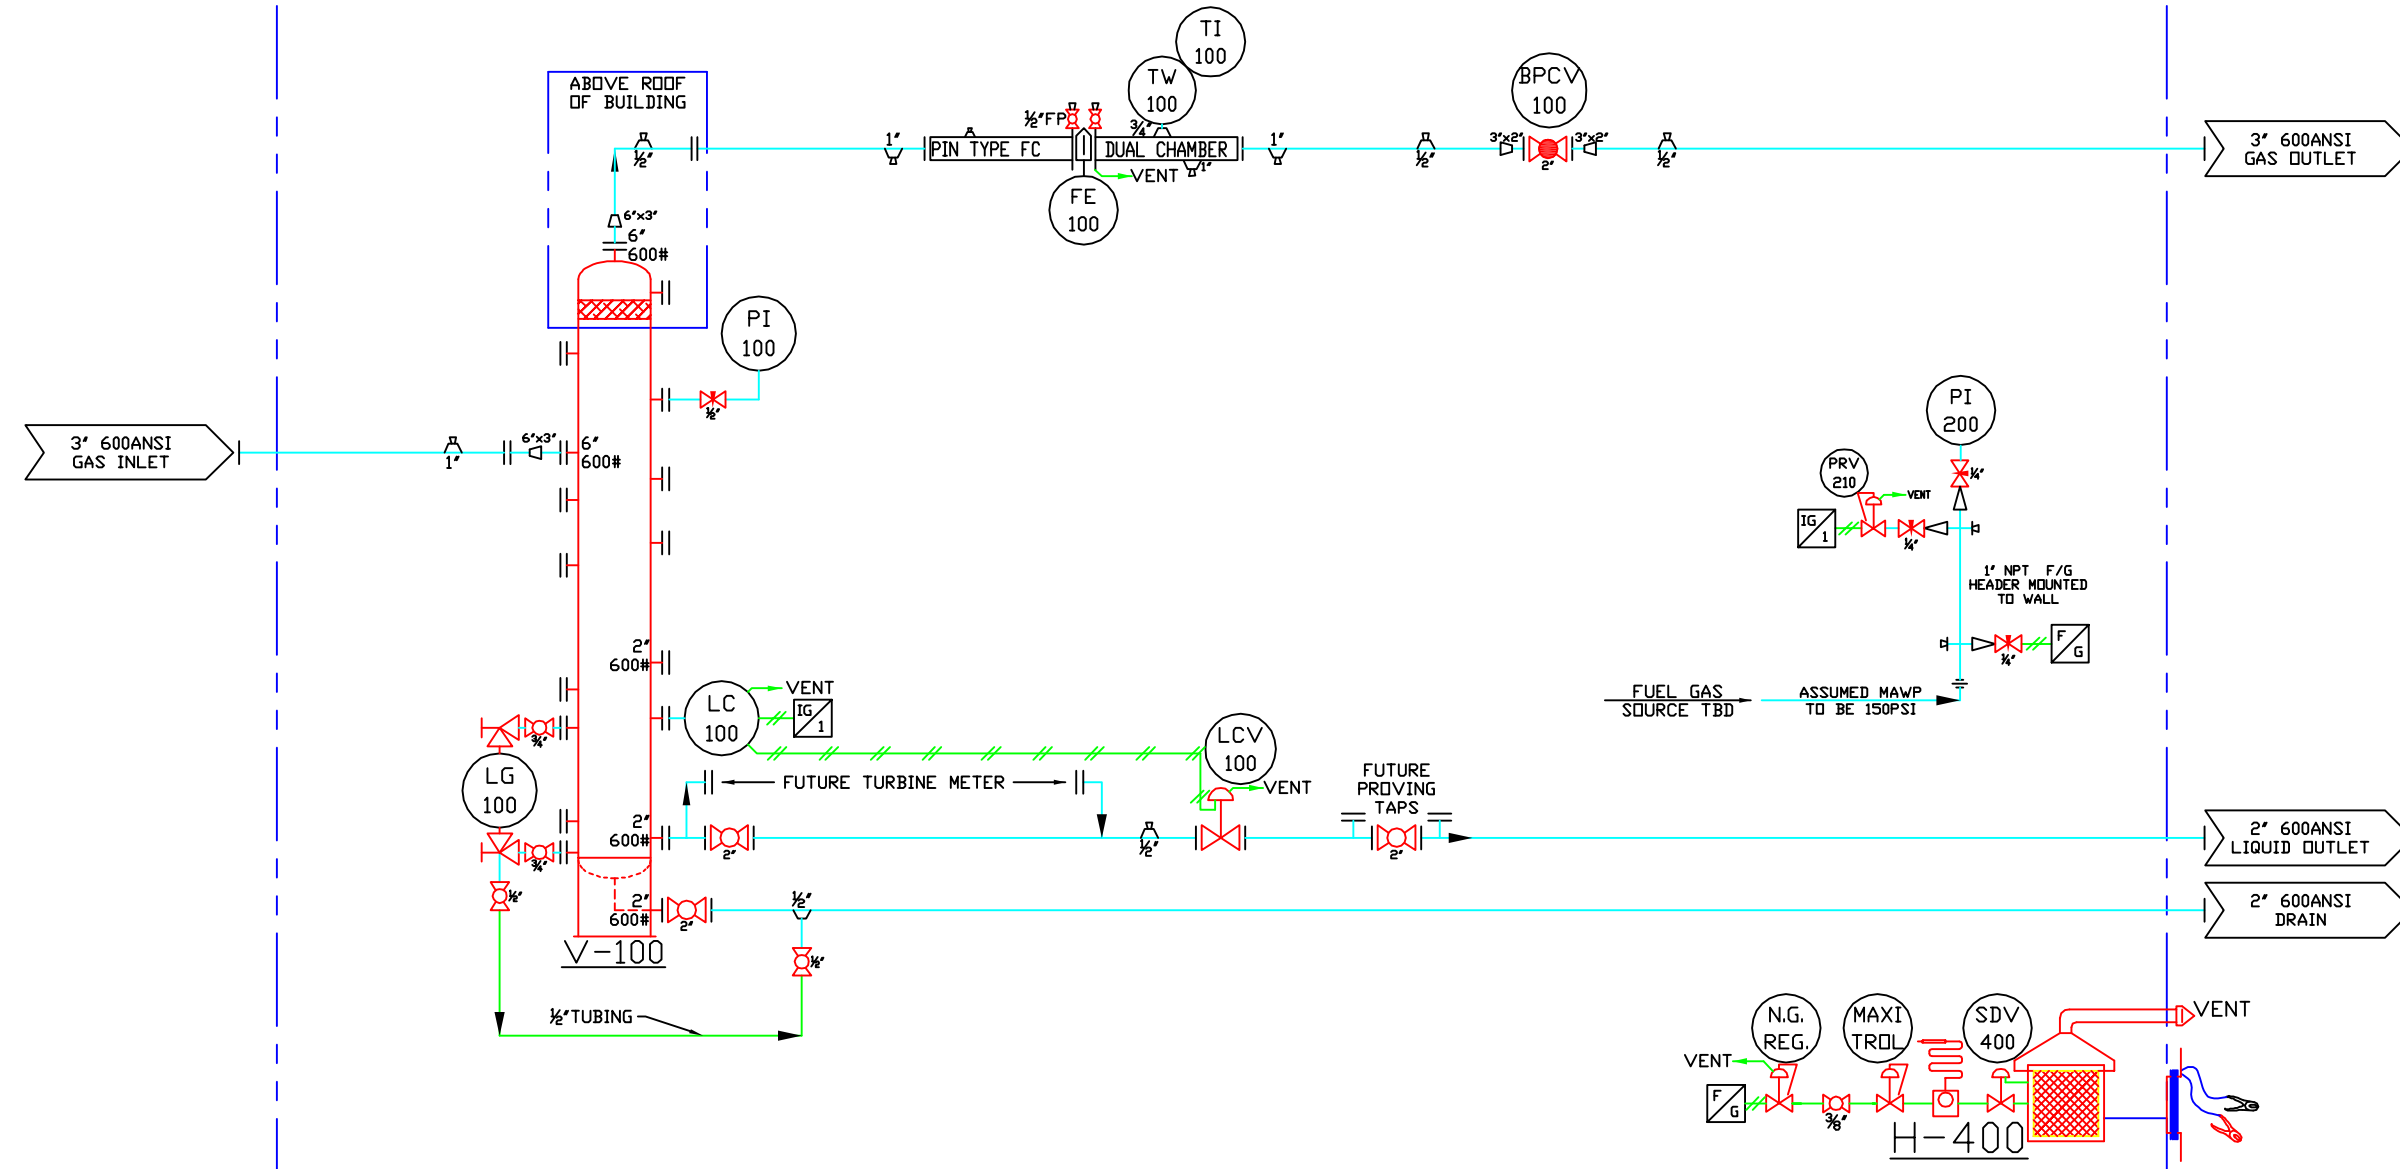 TI
100
ABOVE ROOF
OF BUILDING
TW
100
BPCV
100
½"FP
¾"
1"
PIN TYPE FC
DUAL CHAMBER
1"
1"
VENT
FE
100
½"
½"
3"x2"
3"x2"
2"
½"
3" 600ANSI
GAS OUTLET
6"x3"
6"
600#
PI
100
½"
3" 600ANSI
GAS INLET
1"
6"x3"
6"
600#
PI
200
¼"
PRV
210
VENT
IG
1
¼"
1" NPT F/G
HEADER MOUNTED
TO WALL
F
G
¼"
FUEL GAS
SOURCE TBD
ASSUMED MAWP
TO BE 150PSI
2"
600#
LC
100
VENT
IG
1
¾"
LG
100
¾"
½"
LCV
100
VENT
FUTURE TURBINE METER
FUTURE
PROVING
TAPS
2"
600#
2"
½"
2"
2" 600ANSI
LIQUID OUTLET
2"
600#
2"
½"
½"
2" 600ANSI
DRAIN
V-100
½"TUBING
N.G.
REG.
MAXI
TROL
SDV
400
VENT
VENT
F
G
⅜"
H-400